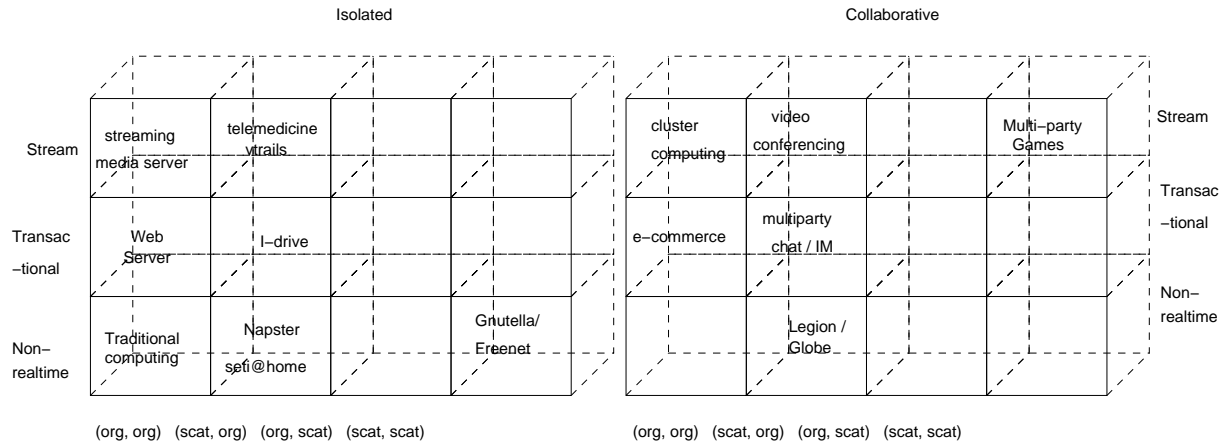 Isolated
Collaborative
Stream
streaming
media server
telemedicine
vtrails
cluster
computing
video
conferencing
Multi–party
Games
Stream
Transac
–tional
Web
Server
I–drive
e–commerce
multiparty
chat / IM
Transac
–tional
Non–
realtime
Traditional
computing
Napster
seti@home
Gnutella/
Freenet
Legion /
Globe
Non–
realtime
(org, org) (scat, org) (org, scat) (scat, scat)
(org, org) (scat, org) (org, scat) (scat, scat)